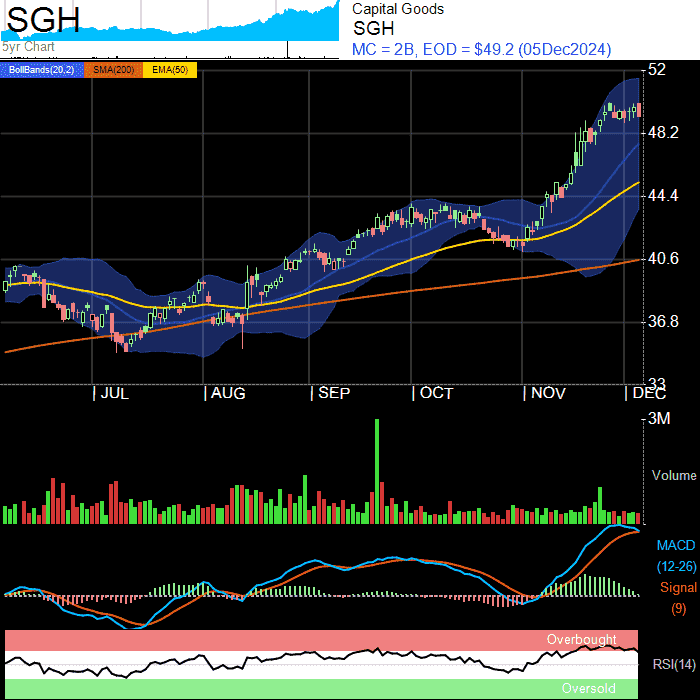 SGH
5yr Chart
Capital Goods
SGH
MC = 2B, EOD = $49.2 (05Dec2024)
BollBands(20,2) SMA(200) EMA(50)
52
48.2
44.4
40.6
36.8
33
JUL AUG SEP OCT NOV DEC
3M
Volume
MACD
(12-26)
Signal
(9)
Overbought
RSI(14)
Oversold